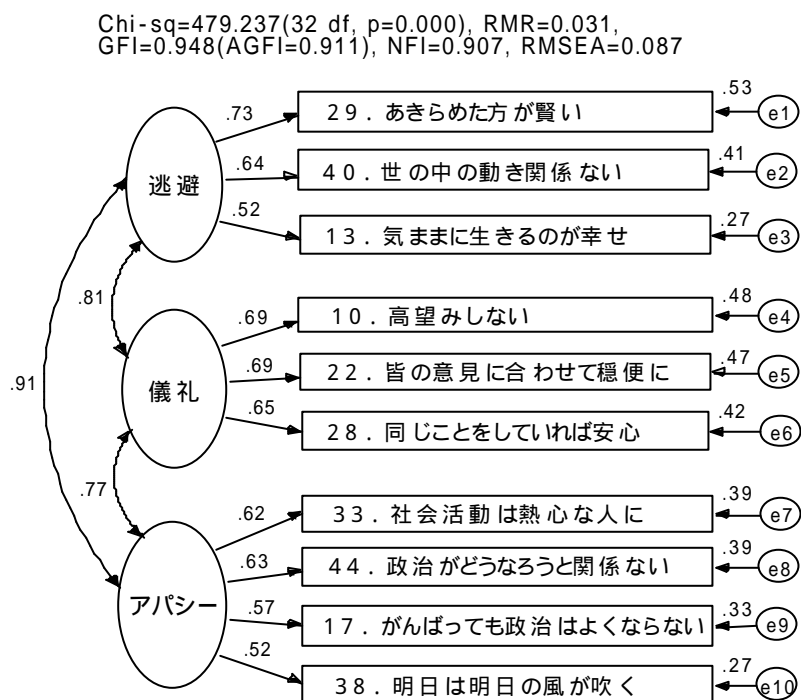 Chi-sq=479.237(32 df, p=0.000), RMR=0.031,
GFI=0.948(AGFI=0.911), NFI=0.907, RMSEA=0.087
逃避
.73
29. あきらめた方が賢い
.53
e1
.64
40. 世の中の動き関係ない
.41
e2
.52
13. 気ままに生きるのが幸せ
.27
e3
.81
.91
儀礼
.69
10. 高望みしない
.48
e4
.69
22. 皆の意見に合わせて穏便に
.47
e5
.65
28. 同じことをしていれば安心
.42
e6
.77
アパシー
.62
33. 社会活動は熱心な人に
.39
e7
.63
44. 政治がどうなろうと関係ない
.39
e8
.57
17. がんばっても政治はよくならない
.33
e9
.52
38. 明日は明日の風が吹く
.27
e10